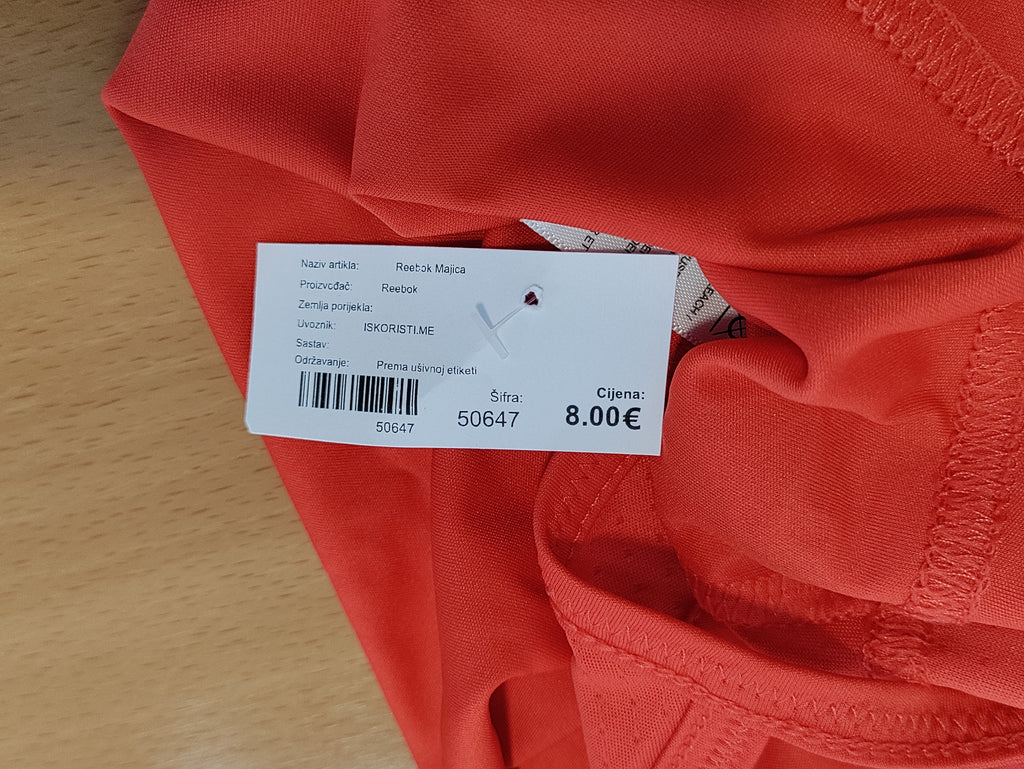 Naziv artikla: Reebok Majica
Proizvođač: Reebok
Zemlja porijekla:
Uvoznik: ISKORISTI.ME
Sastav:
Održavanje: Prema ušivnoj etiketi
50647
Šifra:
50647
Cijena:
8.00€